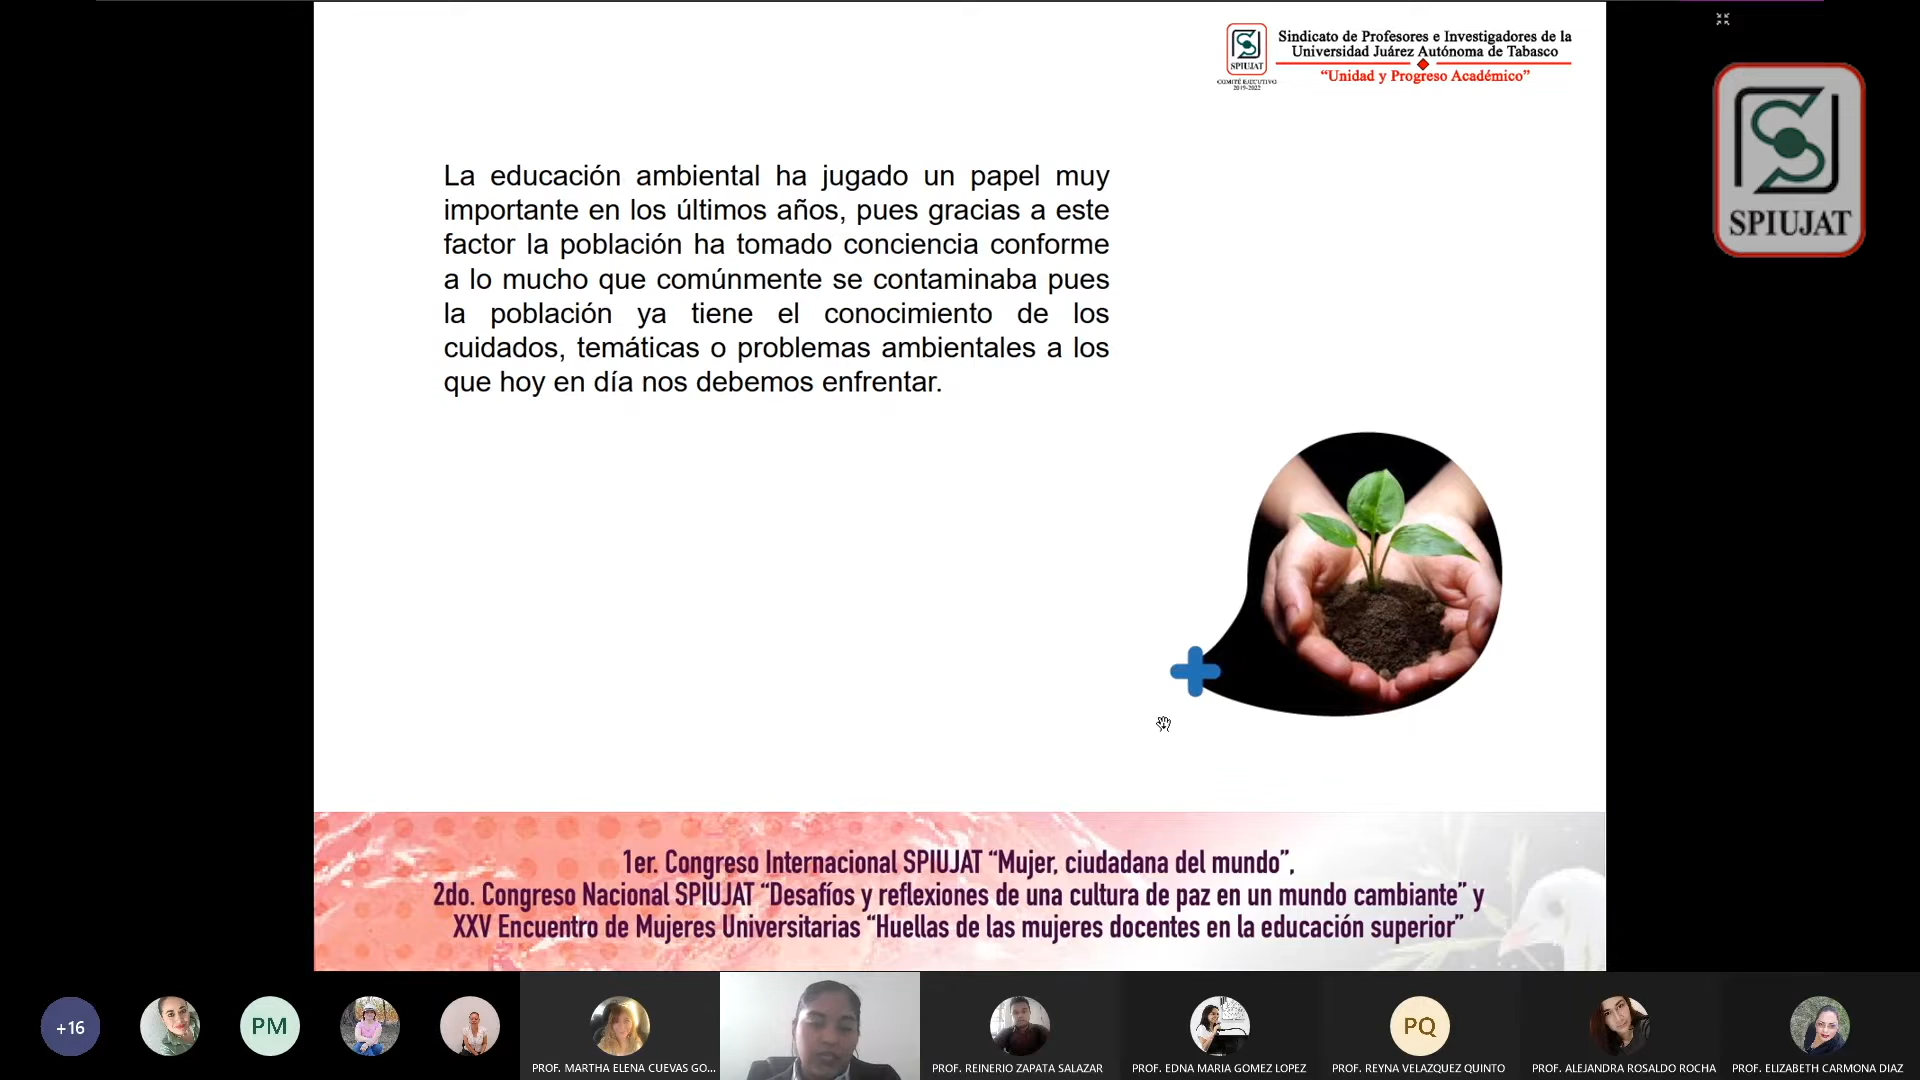 Sindicato de Profesores e Investigadores de la
Universidad Juárez Autónoma de Tabasco
“Unidad y Progreso Académico”
SPIUJAT
COMITÉ EJECUTIVO
2019-2022
SPIUJAT
La educación ambiental ha jugado un papel muy
importante en los últimos años, pues gracias a este
factor la población ha tomado conciencia conforme
a lo mucho que comúnmente se contaminaba pues
la población ya tiene el conocimiento de los
cuidados, temáticas o problemas ambientales a los
que hoy en día nos debemos enfrentar.
1er. Congreso Internacional SPIUJAT “Mujer, ciudadana del mundo”,
2do. Congreso Nacional SPIUJAT “Desafíos y reflexiones de una cultura de paz en un mundo cambiante” y
XXV Encuentro de Mujeres Universitarias “Huellas de las mujeres docentes en la educación superior”
+16
PM
PQ
PROF. MARTHA ELENA CUEVAS GO...
PROF. REINERIO ZAPATA SALAZAR
PROF. EDNA MARIA GOMEZ LOPEZ
PROF. REYNA VELAZQUEZ QUINTO
PROF. ALEJANDRA ROSALDO ROCHA
PROF. ELIZABETH CARMONA DIAZ